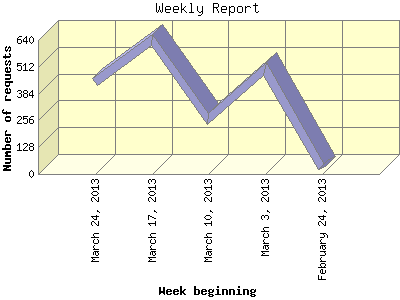 Weekly Report
Number of requests
640
512
384
256
128
0
March 24, 2013
March 17, 2013
March 10, 2013
March 3, 2013
February 24, 2013
Week beginning